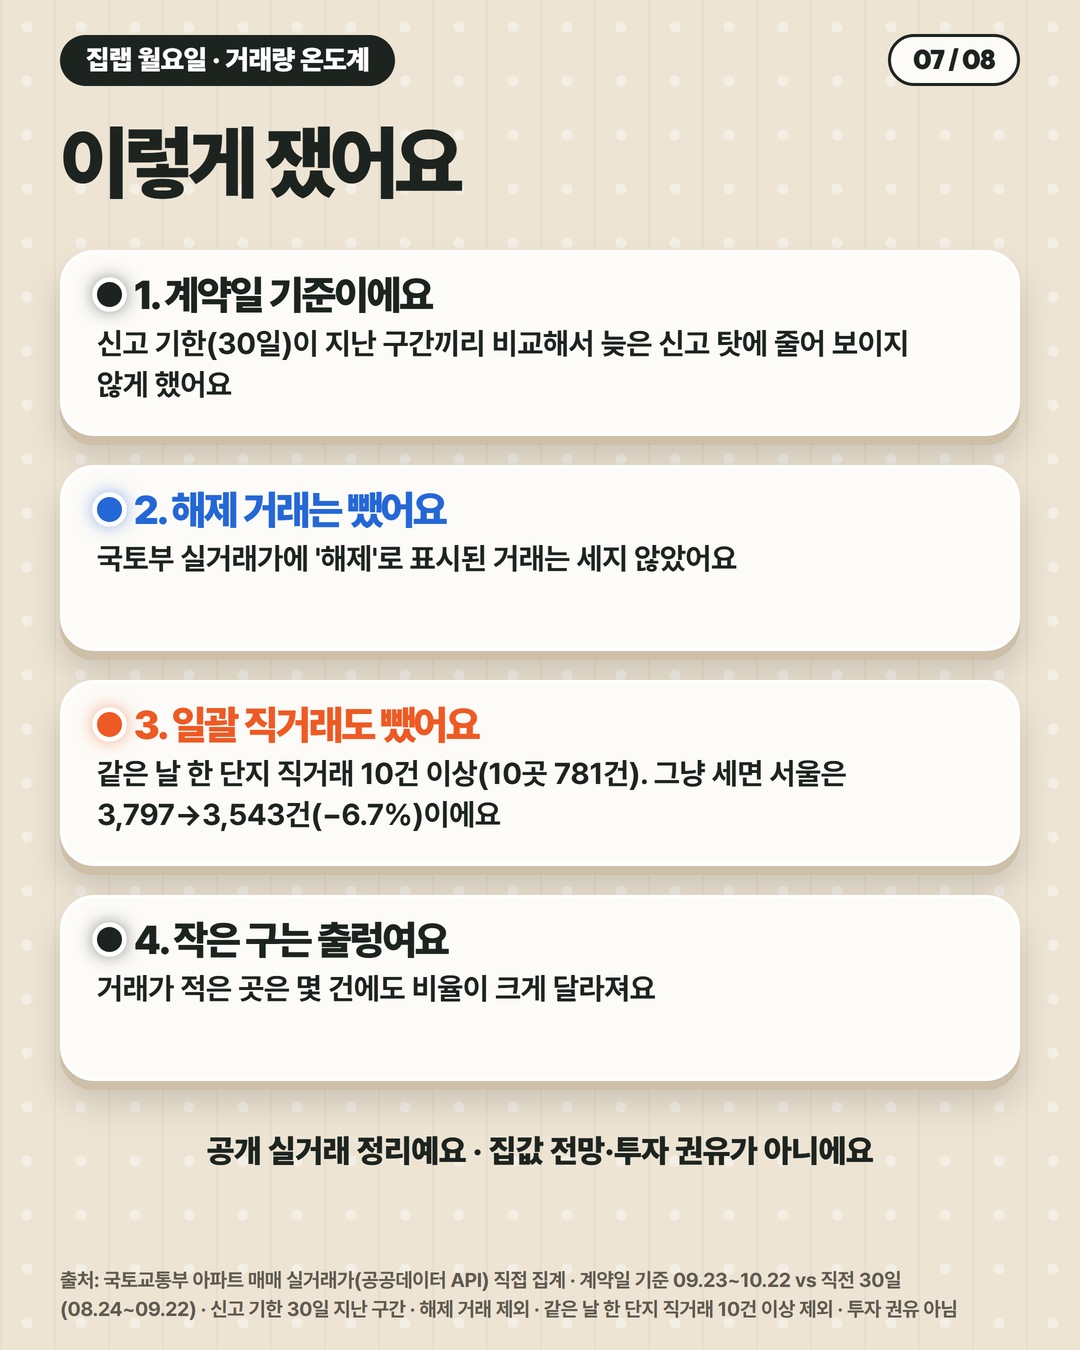 집랩 월요일 · 거래량 온도계
07 / 08
이렇게 쟀어요
1. 계약일 기준이에요
신고 기한(30일)이 지난 구간끼리 비교해서 늦은 신고 탓에 줄어 보이지
않게 했어요
2. 해제 거래는 뺐어요
국토부 실거래가에 '해제'로 표시된 거래는 세지 않았어요
3. 일괄 직거래도 뺐어요
같은 날 한 단지 직거래 10건 이상(10곳 781건). 그냥 세면 서울은
3,797→3,543건(−6.7%)이에요
4. 작은 구는 출렁여요
거래가 적은 곳은 몇 건에도 비율이 크게 달라져요
공개 실거래 정리예요 · 집값 전망·투자 권유가 아니에요
출처: 국토교통부 아파트 매매 실거래가(공공데이터 API) 직접 집계 · 계약일 기준 09.23~10.22 vs 직전 30일
(08.24~09.22) · 신고 기한 30일 지난 구간 · 해제 거래 제외 · 같은 날 한 단지 직거래 10건 이상 제외 · 투자 권유 아님